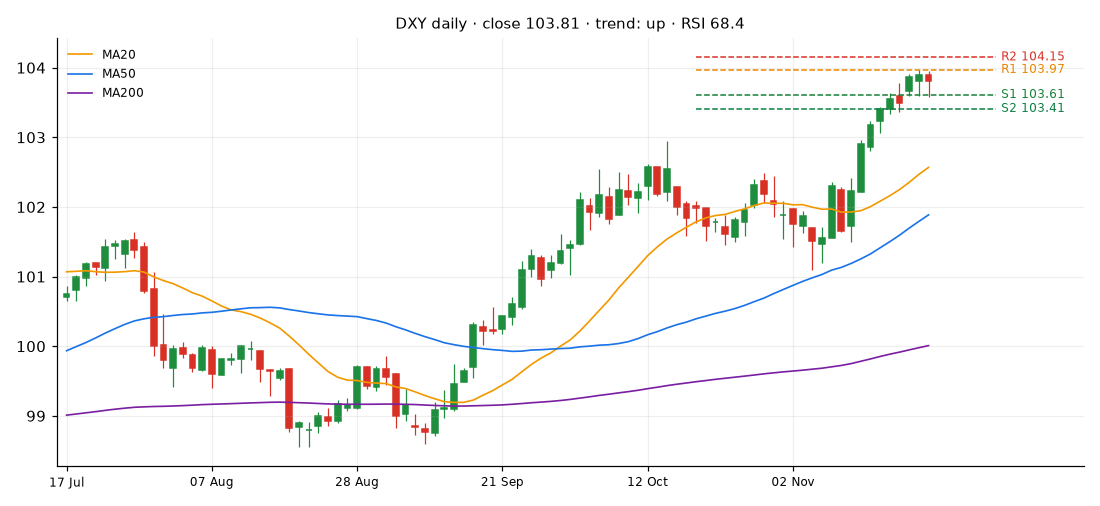 DXY daily · close 103.81 · trend: up · RSI 68.4
MA20
MA50
MA200
R2 104.15
R1 103.97
S1 103.61
S2 103.41
104
103
102
101
100
99
17 Jul
07 Aug
28 Aug
21 Sep
12 Oct
02 Nov